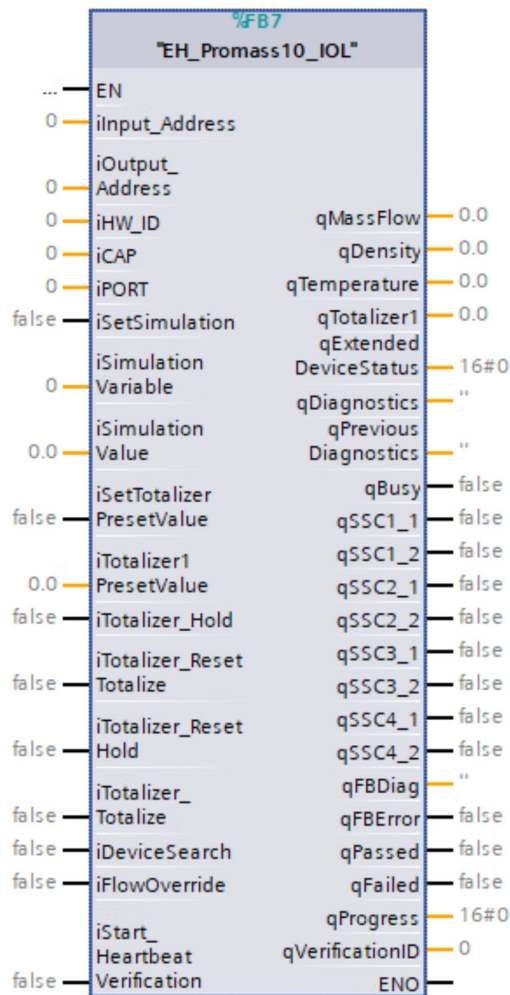 %FB7
"EH_Promass10_IOL"
... EN
0 iInput_Address
iOutput_
0 Address
0 iHW_ID
qMassFlow 0.0
0 iCAP
qDensity 0.0
0 iPORT
qTemperature 0.0
false iSetSimulation
qTotalizer1 0.0
qExtended
DeviceStatus 16#0
iSimulation
0 Variable
qDiagnostics ''
qPrevious
Diagnostics ''
iSimulation
0.0 Value
qBusy false
iSetTotalizer
false PresetValue
qSSC1_1 false
qSSC1_2 false
iTotalizer1
0.0 PresetValue
qSSC2_1 false
false iTotalizer_Hold
qSSC2_2 false
qSSC3_1 false
iTotalizer_Reset
false Totalize
qSSC3_2 false
qSSC4_1 false
iTotalizer_Reset
false Hold
qSSC4_2 false
qFBDiag ''
iTotalizer_
false Totalize
qFBError false
false iDeviceSearch
qPassed false
false iFlowOverride
qFailed false
qProgress 16#0
iStart_
Heartbeat
qVerificationID 0
false Verification
ENO